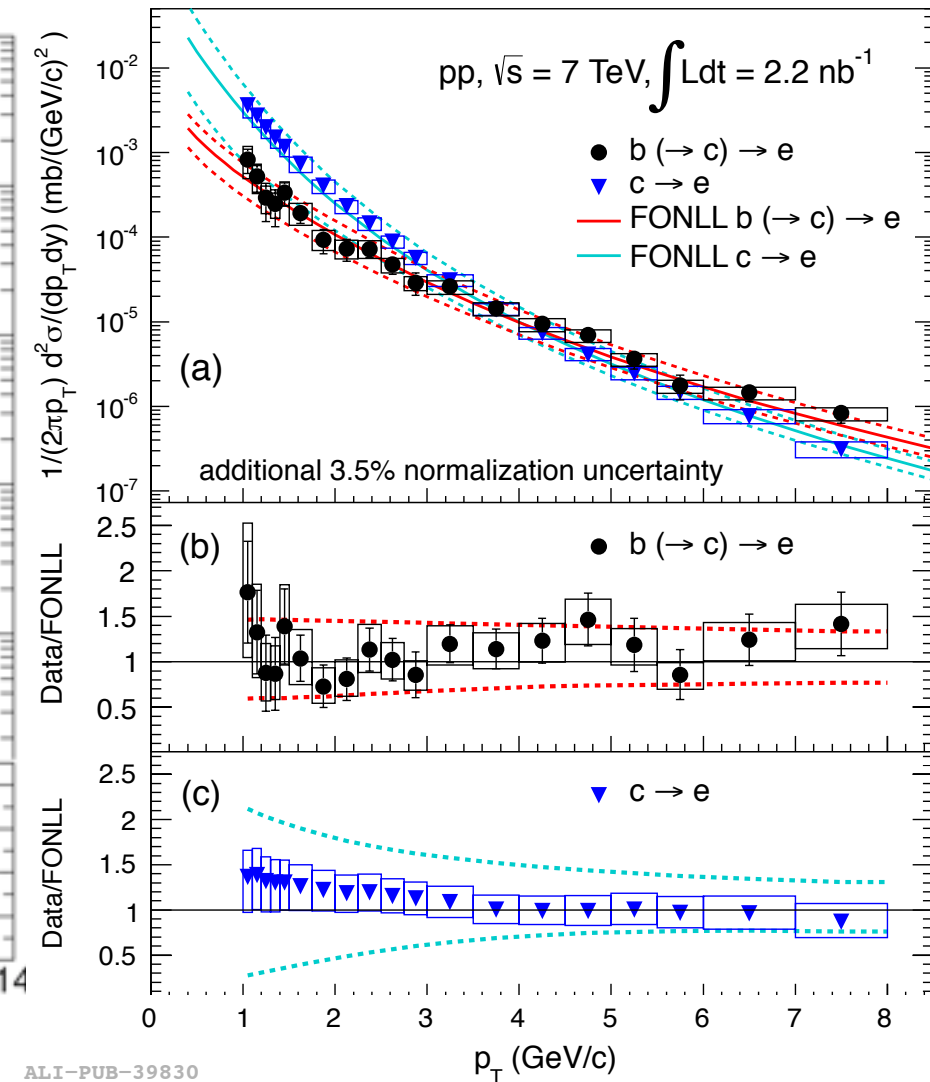 pp, √s = 7 TeV, ∫Ldt = 2.2 nb⁻¹
b (→ c) → e
c → e
FONLL b (→ c) → e
FONLL c → e
1/(2πp_T) d²σ/(dp_Tdy) (mb/(GeV/c)²)
10⁻²
10⁻³
10⁻⁴
10⁻⁵
10⁻⁶
10⁻⁷
(a)
additional 3.5% normalization uncertainty
Data/FONLL
2.5
2
1.5
1
0.5
(b)
b (→ c) → e
Data/FONLL
2.5
2
1.5
1
0.5
(c)
c → e
14
0 1 2 3 4 5 6 7 8
p_T (GeV/c)
ALI-PUB-39830